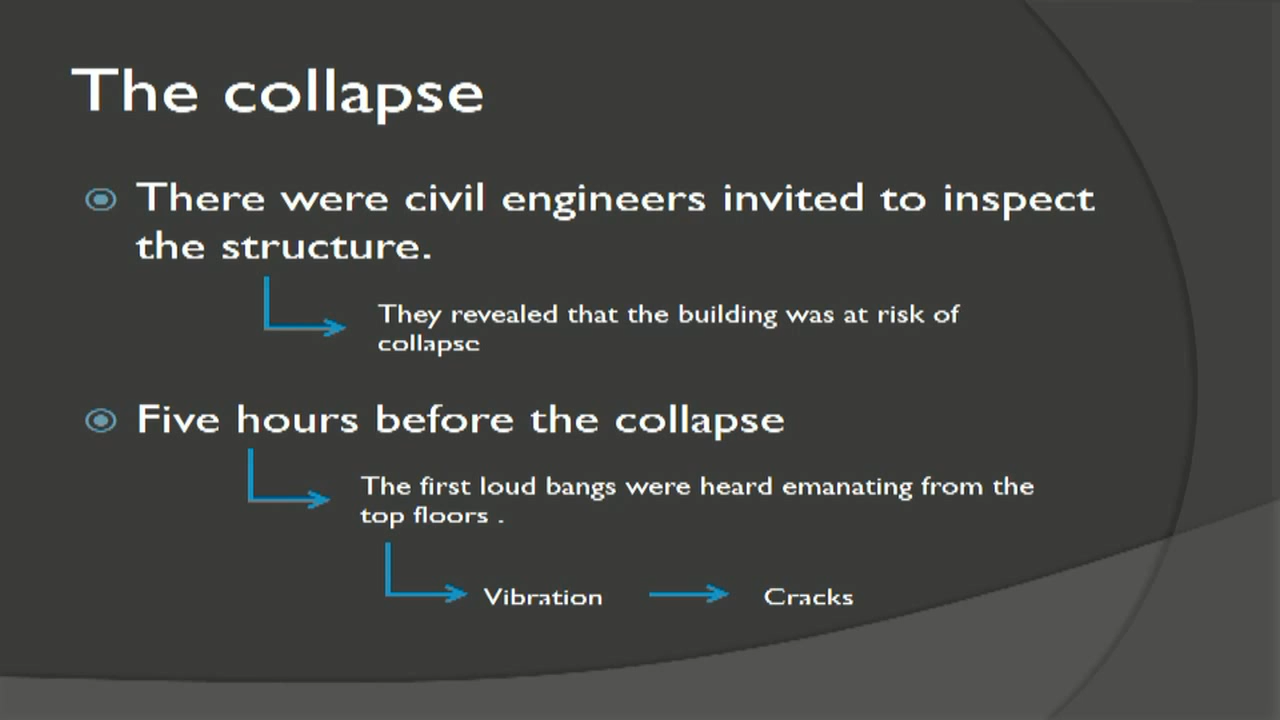 The collapse
There were civil engineers invited to inspect
the structure.
They revealed that the building was at risk of
collapse
Five hours before the collapse
The first loud bangs were heard emanating from the
top floors .
Vibration Cracks